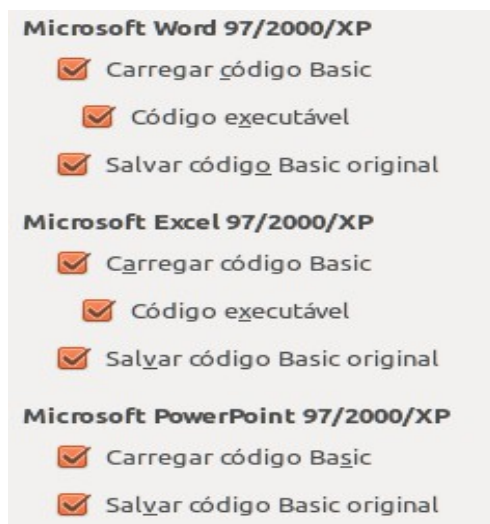 Microsoft Word 97/2000/XP
Carregar código Basic
Código executável
Salvar código Basic original
Microsoft Excel 97/2000/XP
Carregar código Basic
Código executável
Salvar código Basic original
Microsoft PowerPoint 97/2000/XP
Carregar código Basic
Salvar código Basic original